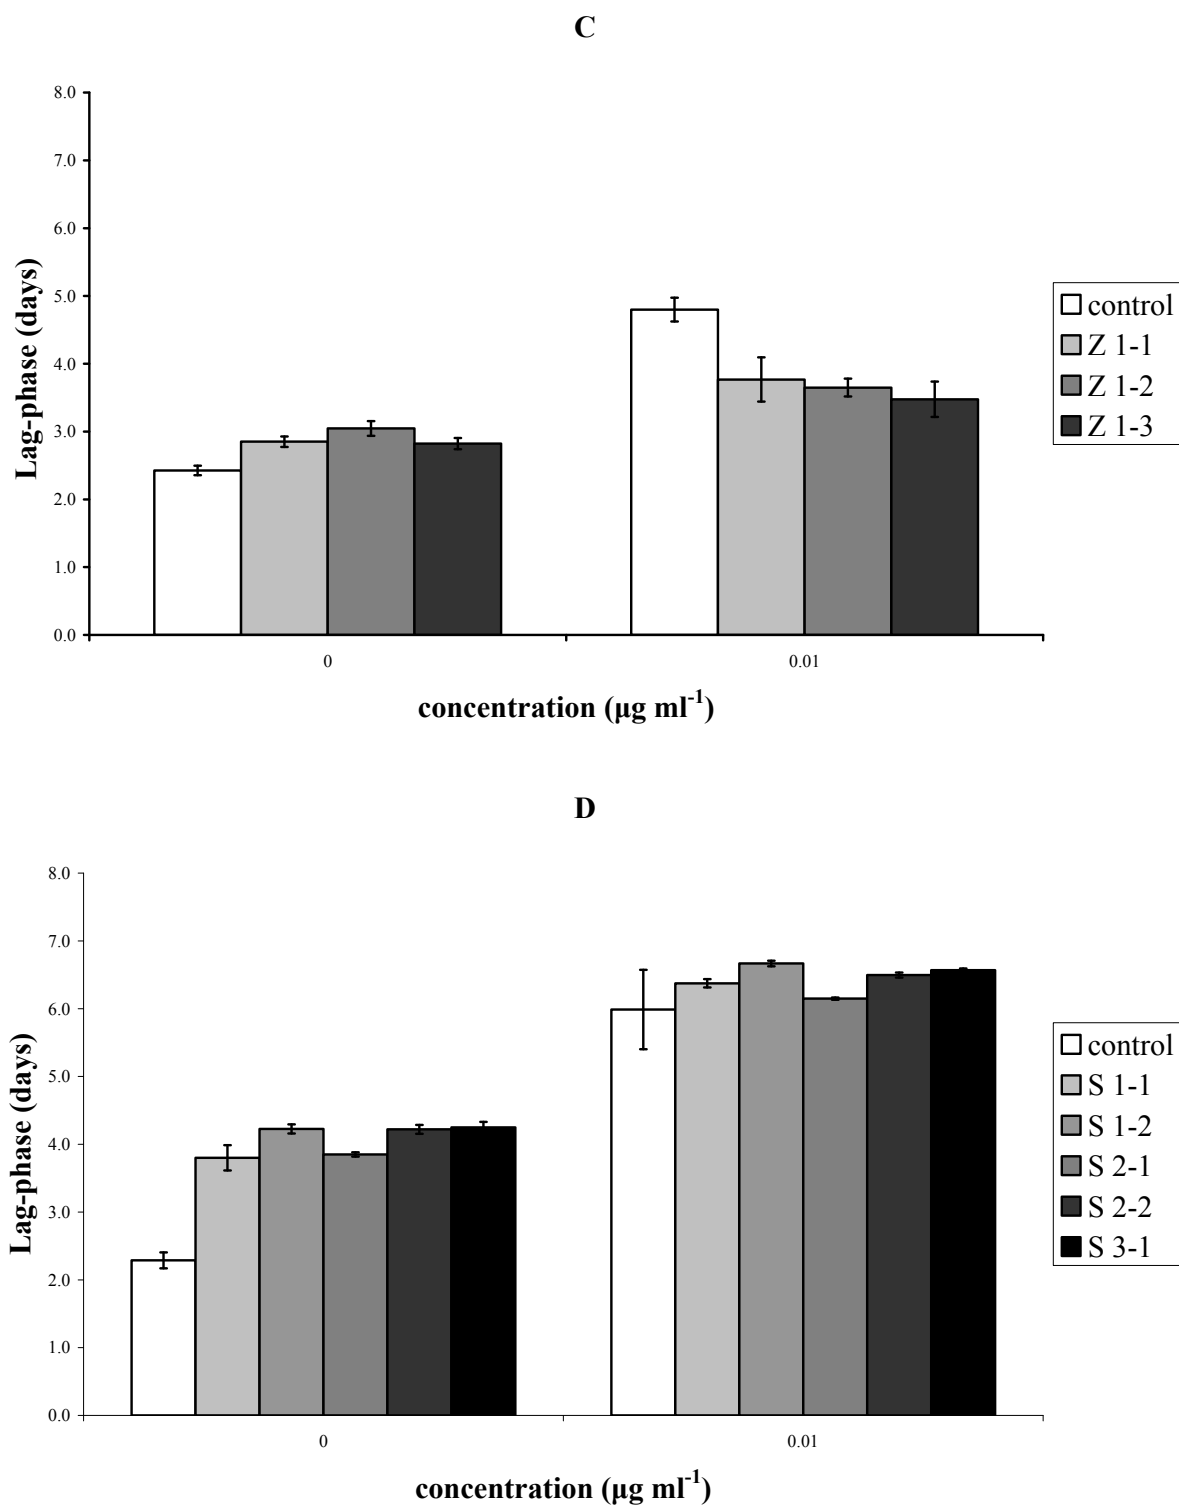 C
8.0
7.0
6.0
5.0
4.0
3.0
2.0
1.0
0.0
Lag-phase (days)
0
0.01
concentration (µg ml⁻¹)
control
Z 1-1
Z 1-2
Z 1-3
D
8.0
7.0
6.0
5.0
4.0
3.0
2.0
1.0
0.0
Lag-phase (days)
0
0.01
concentration (µg ml⁻¹)
control
S 1-1
S 1-2
S 2-1
S 2-2
S 3-1